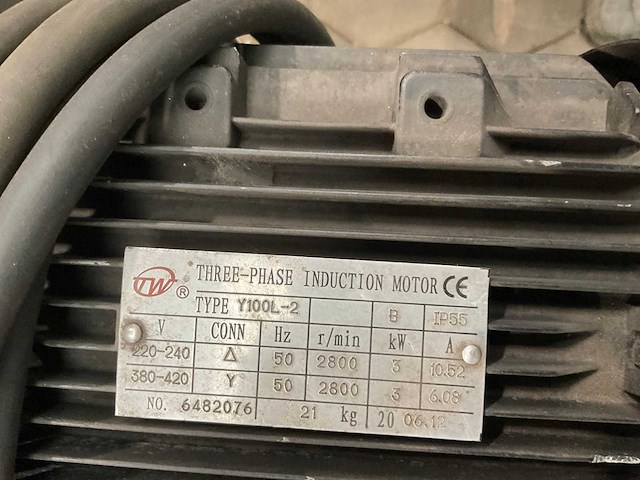 TW ® THREE-PHASE INDUCTION MOTOR CE
TYPE Y100L-2 B IP55
V CONN Hz r/min kW A
220-240 Δ 50 2800 3 10.52
380-420 Y 50 2800 3 6.08
NO. 6482076 21 kg 20 06.12